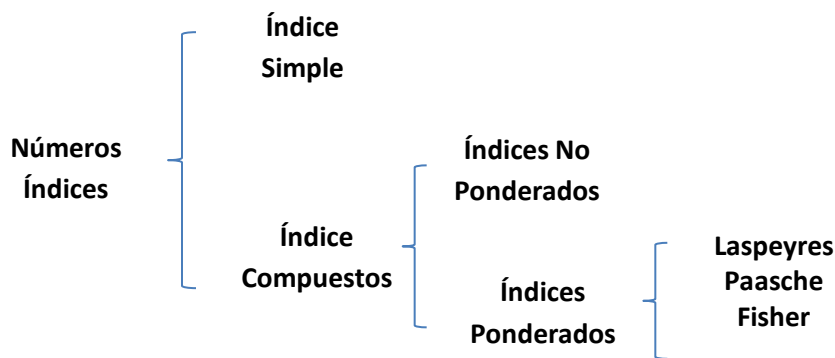 Índice
Simple
Números
Índices
Índices No
Ponderados
Índice
Compuestos
Índices
Ponderados
Laspeyres
Paasche
Fisher